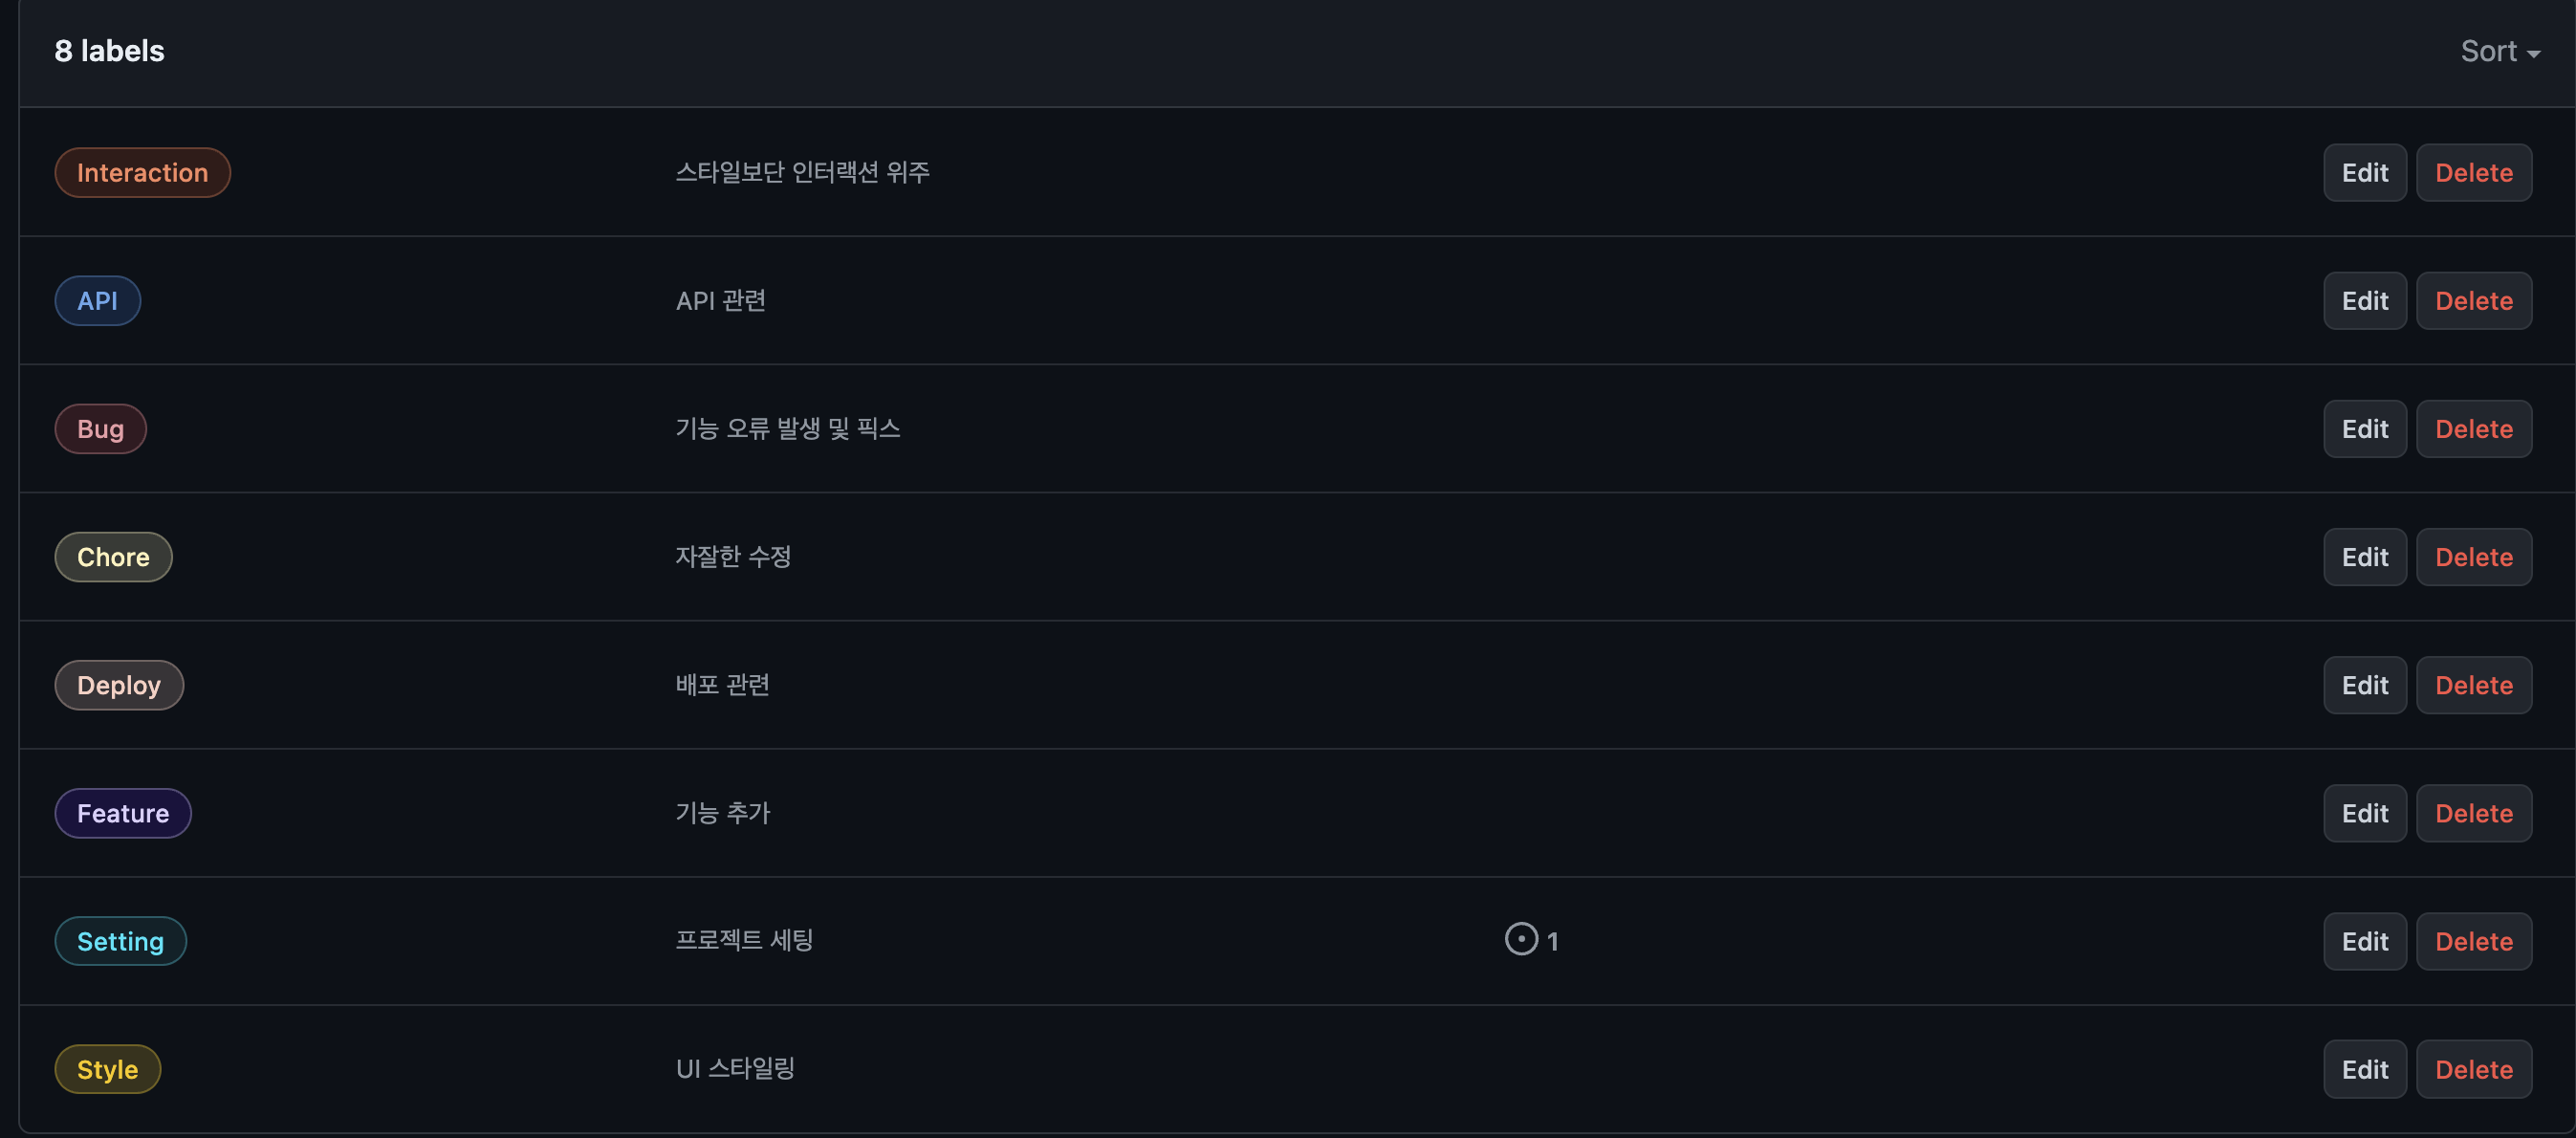 8 labels Sort
Interaction 스타일보단 인터랙션 위주 Edit Delete
API API 관련 Edit Delete
Bug 기능 오류 발생 및 픽스 Edit Delete
Chore 자잘한 수정 Edit Delete
Deploy 배포 관련 Edit Delete
Feature 기능 추가 Edit Delete
Setting 프로젝트 세팅 1 Edit Delete
Style UI 스타일링 Edit Delete